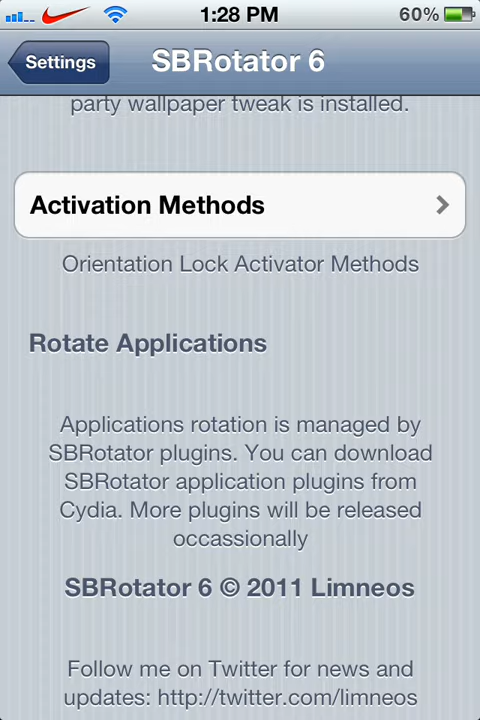 1:28 PM
60%
Settings
SBRotator 6
party wallpaper tweak is installed.
Activation Methods
Orientation Lock Activator Methods
Rotate Applications
Applications rotation is managed by
SBRotator plugins. You can download
SBRotator application plugins from
Cydia. More plugins will be released
occassionally
SBRotator 6 © 2011 Limneos
Follow me on Twitter for news and
updates: http://twitter.com/limneos